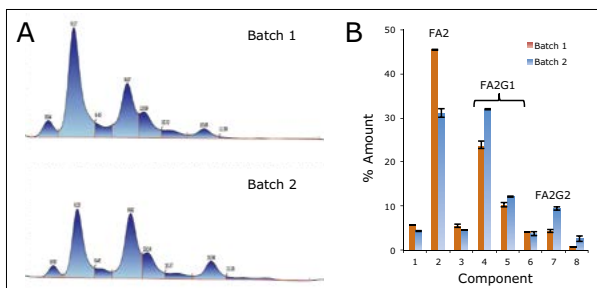 A
Batch 1
Batch 2
B
50
40
30
20
10
0
% Amount
FA2
FA2G1
FA2G2
Batch 1
Batch 2
1 2 3 4 5 6 7 8
Component